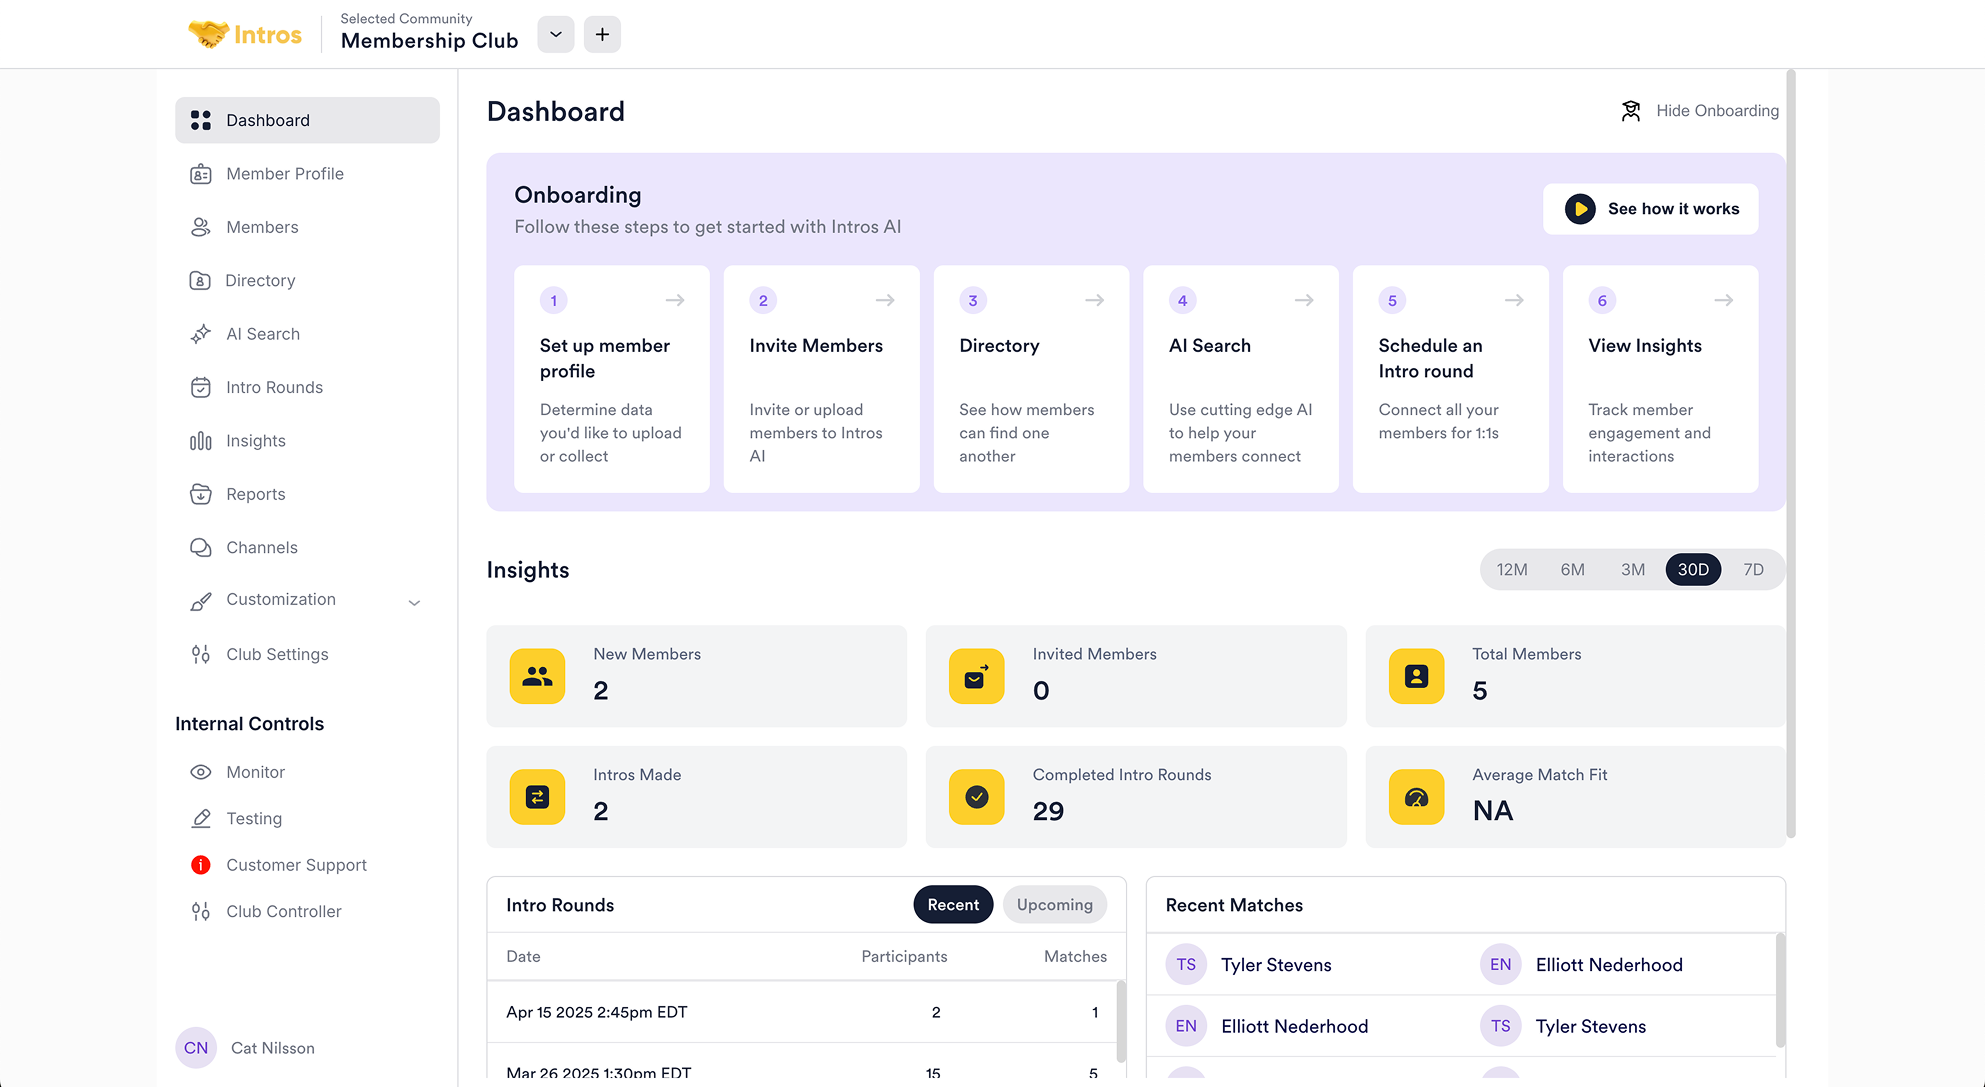 Intros
Selected Community
Membership Club
Dashboard
Member Profile
Members
Directory
AI Search
Intro Rounds
Insights
Reports
Channels
Customization
Club Settings
Internal Controls
Monitor
Testing
Customer Support
Club Controller
CN Cat Nilsson
Dashboard
Hide Onboarding
Onboarding
Follow these steps to get started with Intros AI
See how it works
1
Set up member
profile
Determine data
you'd like to upload
or collect
2
Invite Members
Invite or upload
members to Intros
AI
3
Directory
See how members
can find one
another
4
AI Search
Use cutting edge AI
to help your
members connect
5
Schedule an
Intro round
Connect all your
members for 1:1s
6
View Insights
Track member
engagement and
interactions
Insights
12M 6M 3M 30D 7D
New Members
2
Invited Members
0
Total Members
5
Intros Made
2
Completed Intro Rounds
29
Average Match Fit
NA
Intro Rounds
Recent Upcoming
Date Participants Matches
Apr 15 2025 2:45pm EDT 2 1
Mar 26 2025 1:30pm EDT 15 5
Recent Matches
TS Tyler Stevens EN Elliott Nederhood
EN Elliott Nederhood TS Tyler Stevens